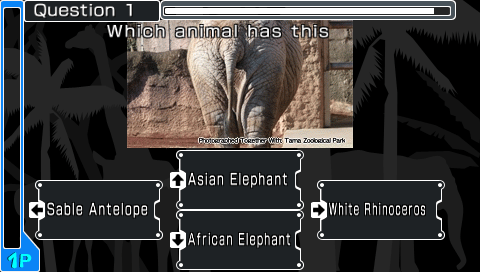 Question 1
Which animal has this
Photographed Together With: Tama Zoological Park
Asian Elephant
Sable Antelope
White Rhinoceros
African Elephant
1P